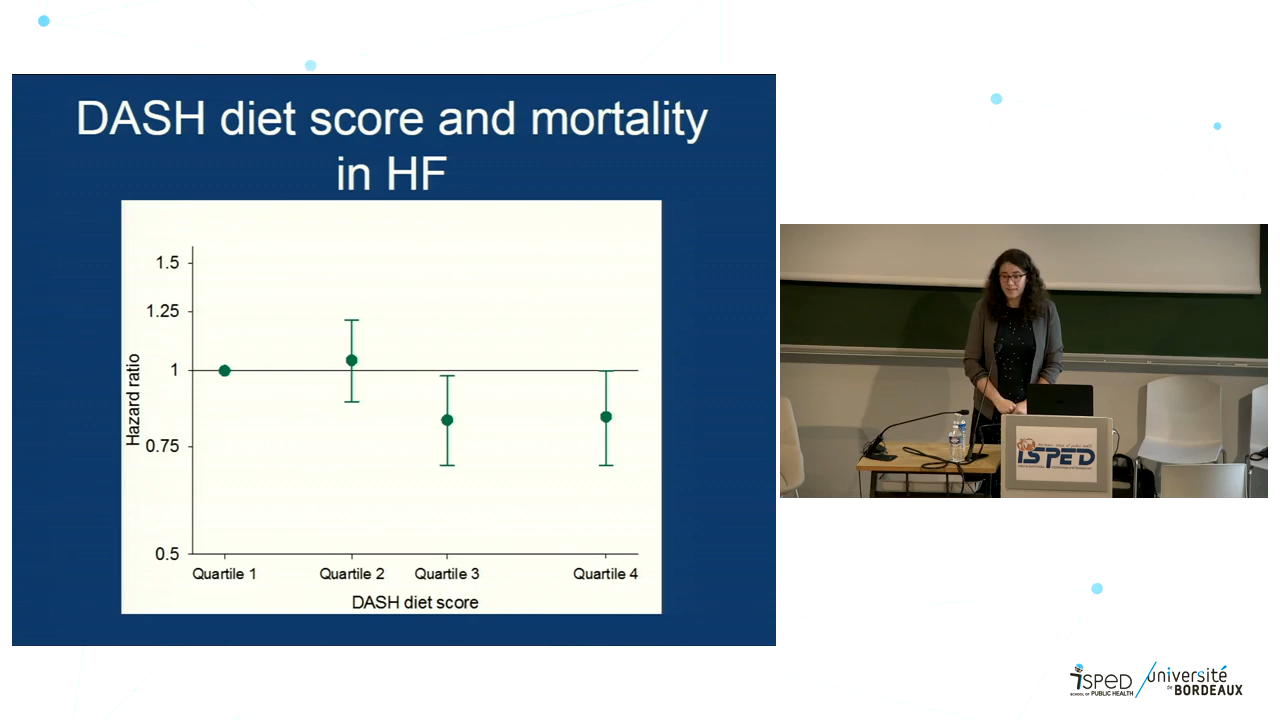 DASH diet score and mortality
in HF
1.5
1.25
1
0.75
0.5
Hazard ratio
Quartile 1 Quartile 2 Quartile 3 Quartile 4
DASH diet score
ISPED
ISPED
SCHOOL OF PUBLIC HEALTH
université
de BORDEAUX